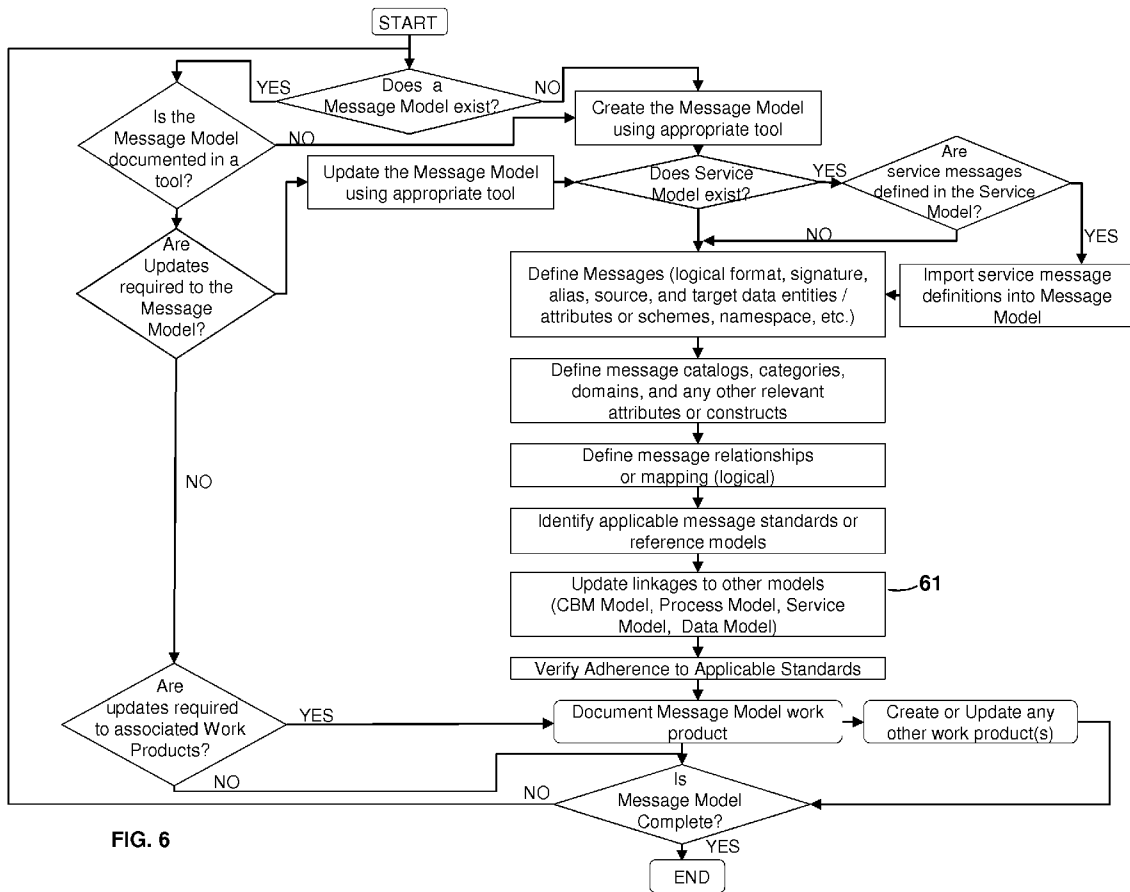 START
Does a
Message Model exist?
YES
NO
Is the
Message Model
documented in a
tool?
NO
Create the Message Model
using appropriate tool
Update the Message Model
using appropriate tool
Does Service
Model exist?
YES
Are
service messages
defined in the Service
Model?
NO
YES
Are
Updates
required to the
Message
Model?
Define Messages (logical format, signature,
alias, source, and target data entities /
attributes or schemes, namespace, etc.)
Import service message
definitions into Message
Model
Define message catalogs, categories,
domains, and any other relevant
attributes or constructs
Define message relationships
or mapping (logical)
NO
Identify applicable message standards or
reference models
Update linkages to other models
(CBM Model, Process Model, Service
Model, Data Model)
61
Verify Adherence to Applicable Standards
Are
updates required
to associated Work
Products?
YES
Document Message Model work
product
Create or Update any
other work product(s)
NO
NO
Is
Message Model
Complete?
YES
END
FIG. 6